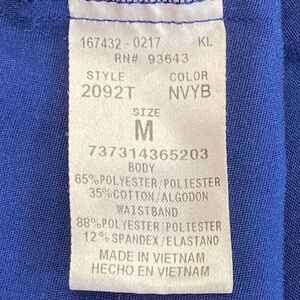 167432 - 0217 KL
RN# 93643
STYLE COLOR
2092T NVYB
SIZE
M
737314365203
BODY
65%POLYESTER/POLIESTER
35%COTTON/ALGODON
WAISTBAND
88%POLYESTER/POLIESTER
12%SPANDEX/ELASTANO
MADE IN VIETNAM
HECHO EN VIETNAM